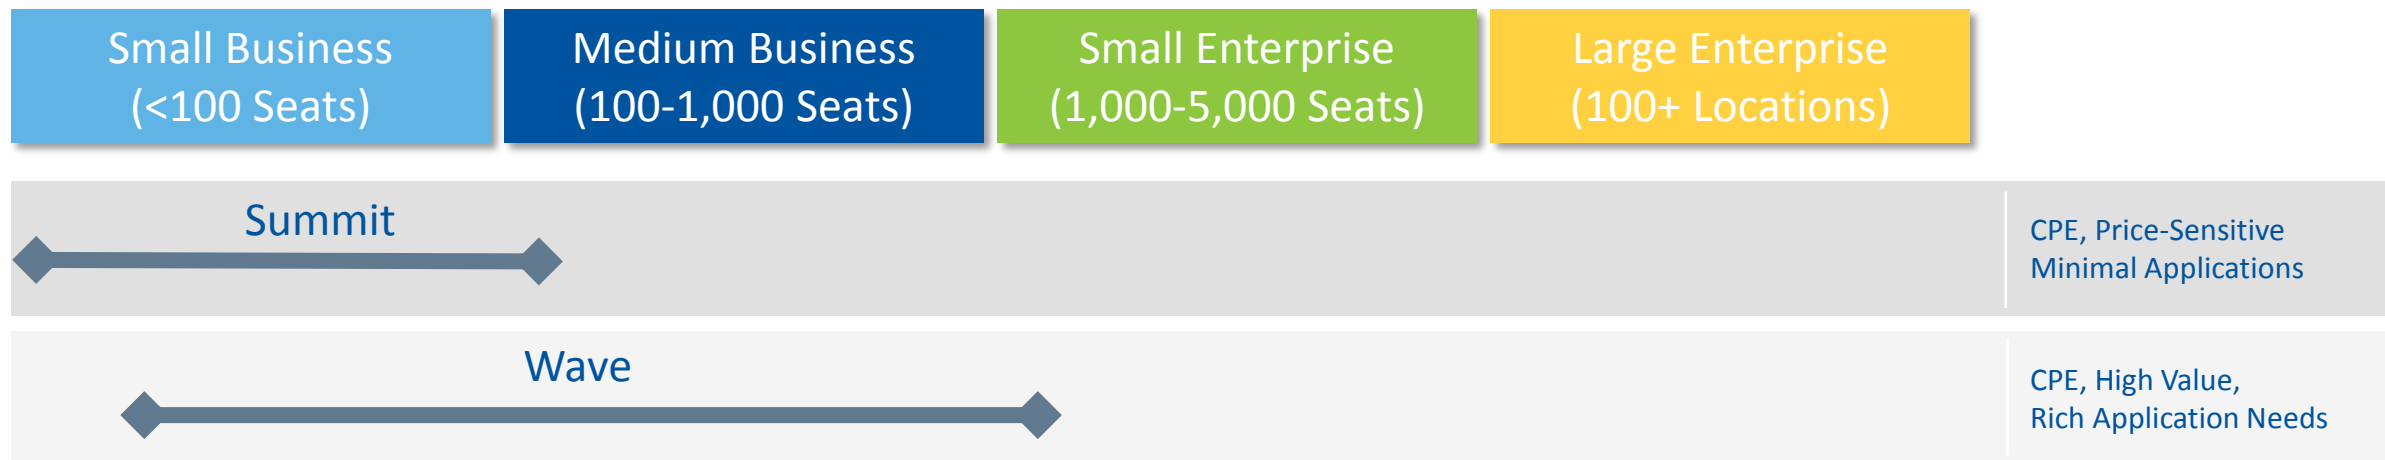 Small Business
(<100 Seats)
Medium Business
(100-1,000 Seats)
Small Enterprise
(1,000-5,000 Seats)
Large Enterprise
(100+ Locations)
Summit
CPE, Price-Sensitive
Minimal Applications
Wave
CPE, High Value,
Rich Application Needs